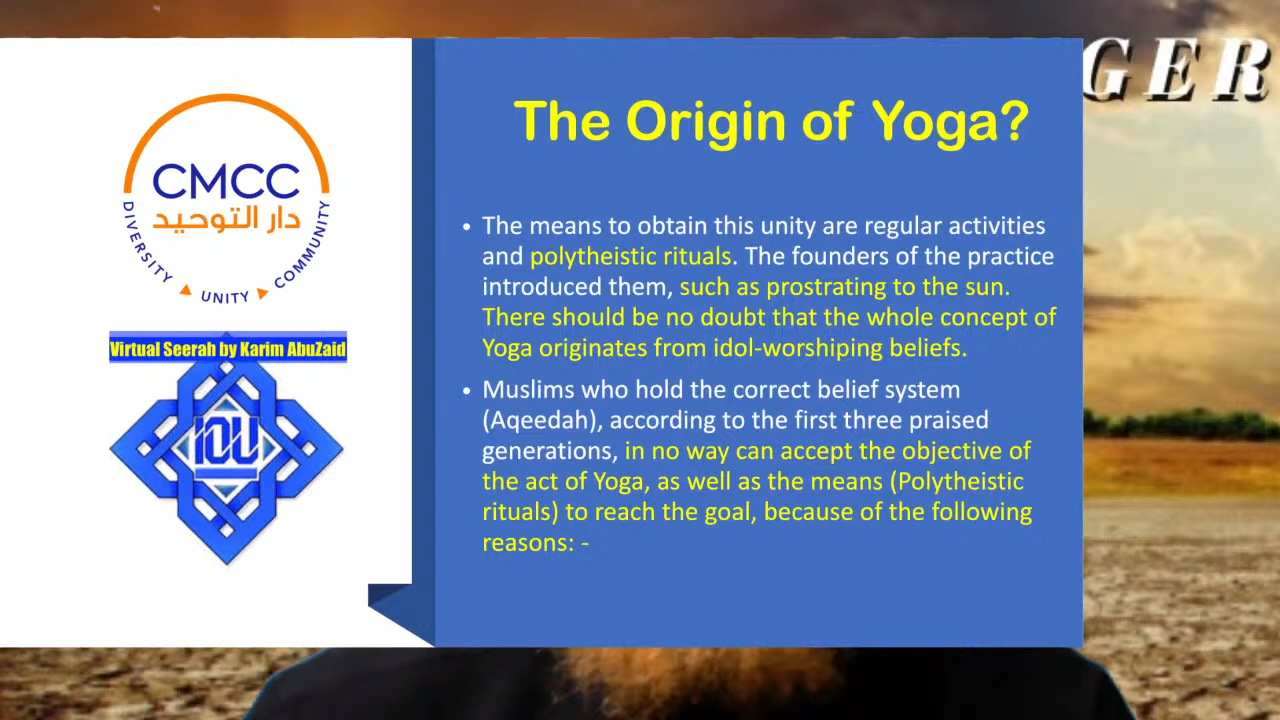 GER
CMCC
دار التوحيد
DIVERSITY
UNITY
COMMUNITY
Virtual Seerah by Karim AbuZaid
IOU
The Origin of Yoga?
• The means to obtain this unity are regular activities
and polytheistic rituals. The founders of the practice
introduced them, such as prostrating to the sun.
There should be no doubt that the whole concept of
Yoga originates from idol-worshiping beliefs.
• Muslims who hold the correct belief system
(Aqeedah), according to the first three praised
generations, in no way can accept the objective of
the act of Yoga, as well as the means (Polytheistic
rituals) to reach the goal, because of the following
reasons: -